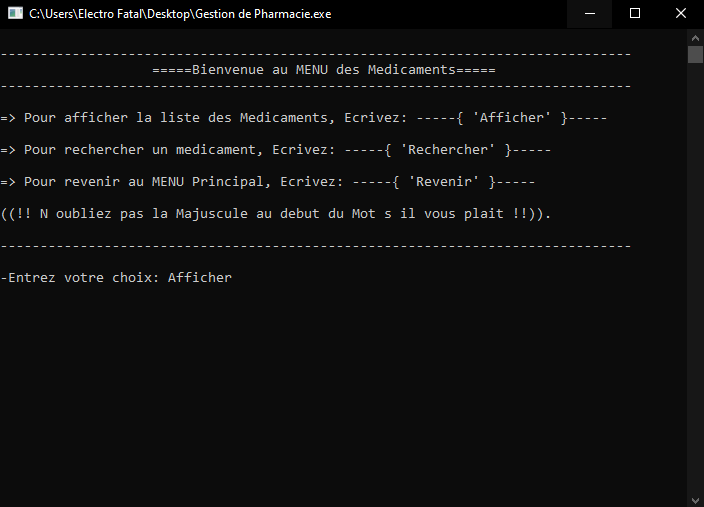 C:\Users\Electro Fatal\Desktop\Gestion de Pharmacie.exe
-------------------------------------------------------------------------------
=====Bienvenue au MENU des Medicaments=====
-------------------------------------------------------------------------------
=> Pour afficher la liste des Medicaments, Ecrivez: -----{ 'Afficher' }-----
=> Pour rechercher un medicament, Ecrivez: -----{ 'Rechercher' }-----
=> Pour revenir au MENU Principal, Ecrivez: -----{ 'Revenir' }-----
((!! N oubliez pas la Majuscule au debut du Mot s il vous plait !!)).
-------------------------------------------------------------------------------
-Entrez votre choix: Afficher